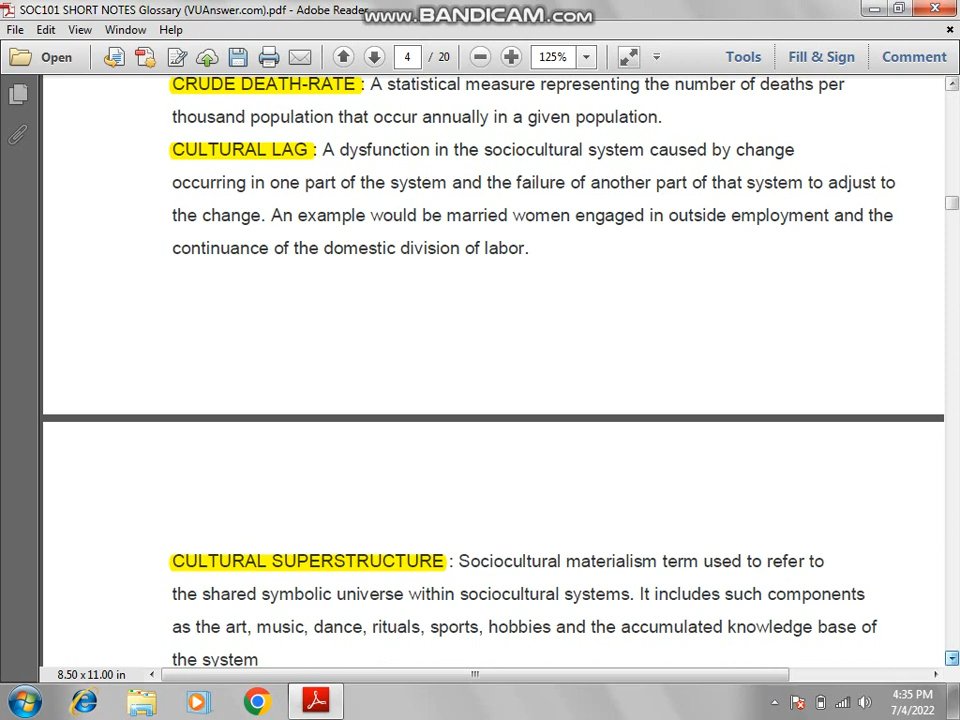 SOC101 SHORT NOTES Glossary (VUAnswer.com).pdf - Adobe Reader
www.BANDICAM.com
File Edit View Window Help
Open 4 / 20 125% Tools Fill & Sign Comment
CRUDE DEATH-RATE : A statistical measure representing the number of deaths per
thousand population that occur annually in a given population.
CULTURAL LAG : A dysfunction in the sociocultural system caused by change
occurring in one part of the system and the failure of another part of that system to adjust to
the change. An example would be married women engaged in outside employment and the
continuance of the domestic division of labor.
CULTURAL SUPERSTRUCTURE : Sociocultural materialism term used to refer to
the shared symbolic universe within sociocultural systems. It includes such components
as the art, music, dance, rituals, sports, hobbies and the accumulated knowledge base of
the system
8.50 x 11.00 in
4:35 PM
7/4/2022